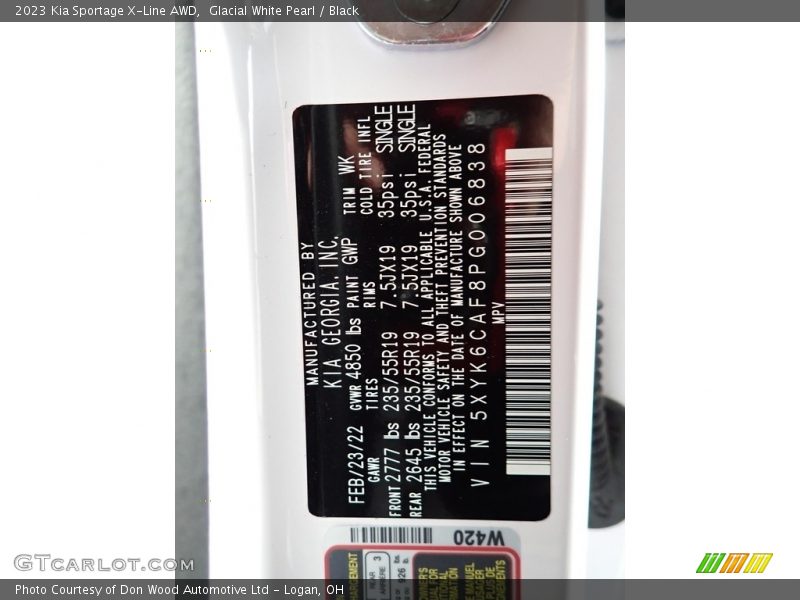 2023 Kia Sportage X-Line AWD,  Glacial White Pearl / Black
MANUFACTURED BY
KIA GEORGIA, INC.
FEB/23/22 GVWR 4850 lbs PAINT GWP TRIM WK
GAWR TIRES RIMS COLD TIRE INFL
FRONT 2777 lbs 235/55R19 7.5JX19 35psi SINGLE
REAR 2645 lbs 235/55R19 7.5JX19 35psi SINGLE
THIS VEHICLE CONFORMS TO ALL APPLICABLE U.S.A. FEDERAL
MOTOR VEHICLE SAFETY AND THEFT PREVENTION STANDARDS
IN EFFECT ON THE DATE OF MANUFACTURE SHOWN ABOVE
VIN 5XYK6CAF8PG006838
MPV
W420
REAR 3
ARRIERE
GTCarlot.com
Photo Courtesy of Don Wood Automotive Ltd - Logan, OH